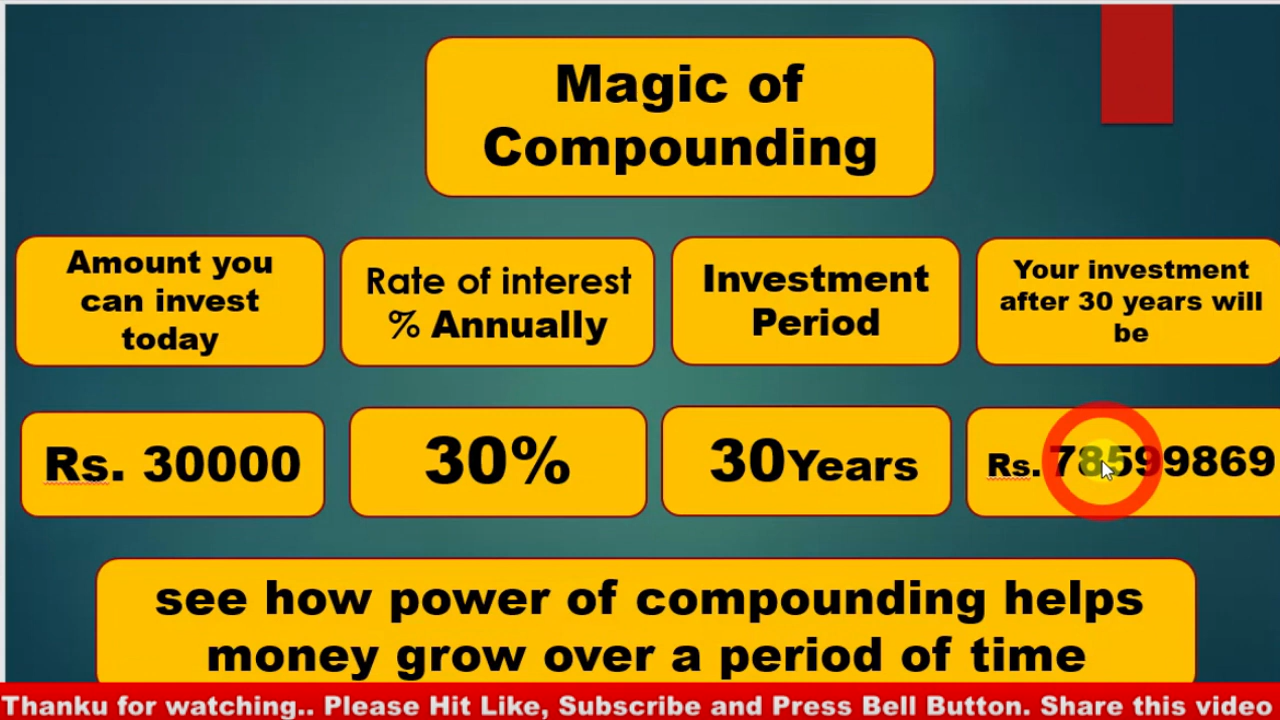 Magic of
Compounding
Amount you
can invest
today
Rate of interest
% Annually
Investment
Period
Your investment
after 30 years will
be
Rs. 30000
30%
30Years
Rs. 78599869
see how power of compounding helps
money grow over a period of time
Thanku for watching.. Please Hit Like, Subscribe and Press Bell Button. Share this video